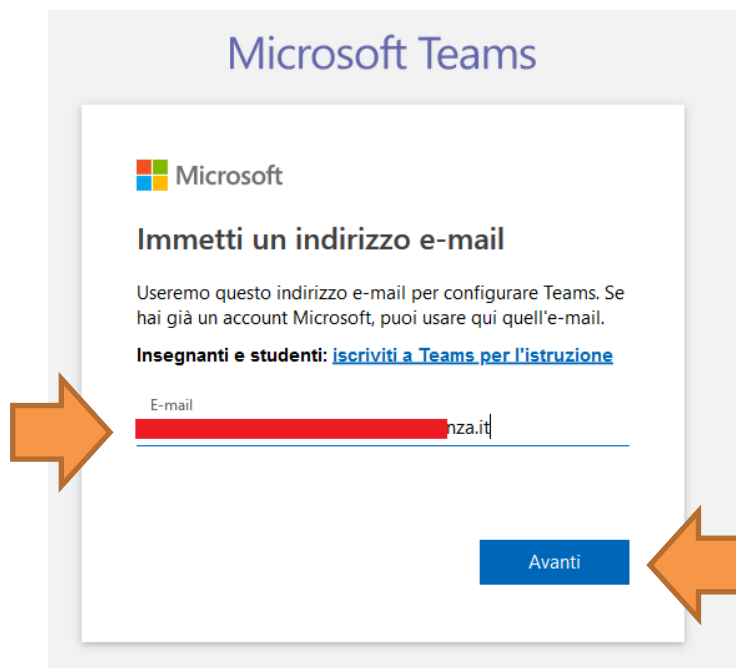 Microsoft Teams
Microsoft
Immetti un indirizzo e-mail
Useremo questo indirizzo e-mail per configurare Teams. Se
hai già un account Microsoft, puoi usare qui quell'e-mail.
Insegnanti e studenti: iscriviti a Teams per l'istruzione
E-mail
nza.it
Avanti